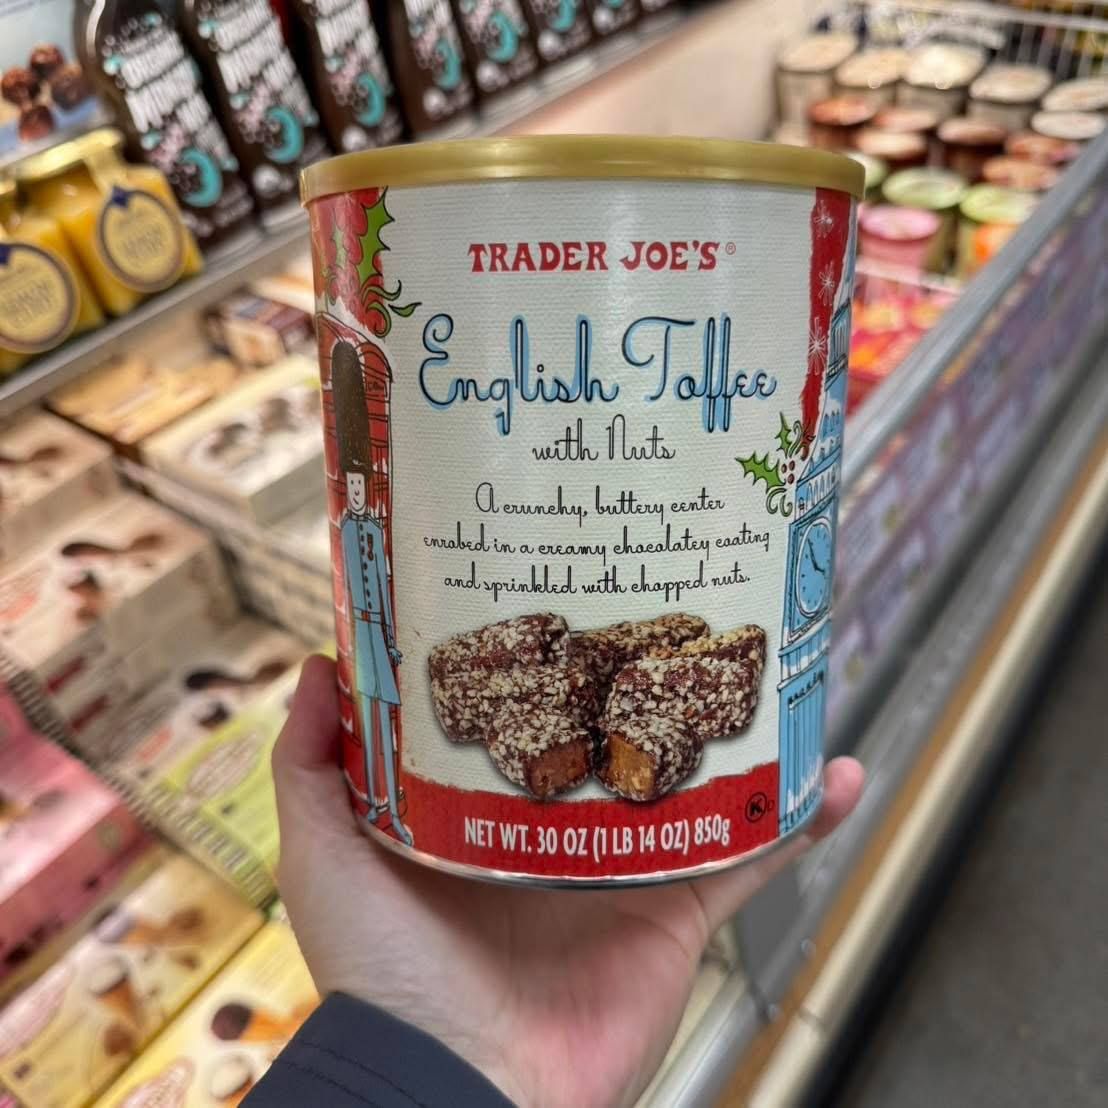 TRADER JOE'S®
English Toffee
with Nuts
A crunchy, buttery center
enrobed in a creamy chocolatey coating
and sprinkled with chopped nuts.
NET WT. 30 OZ (1 LB 14 OZ) 850g
K D